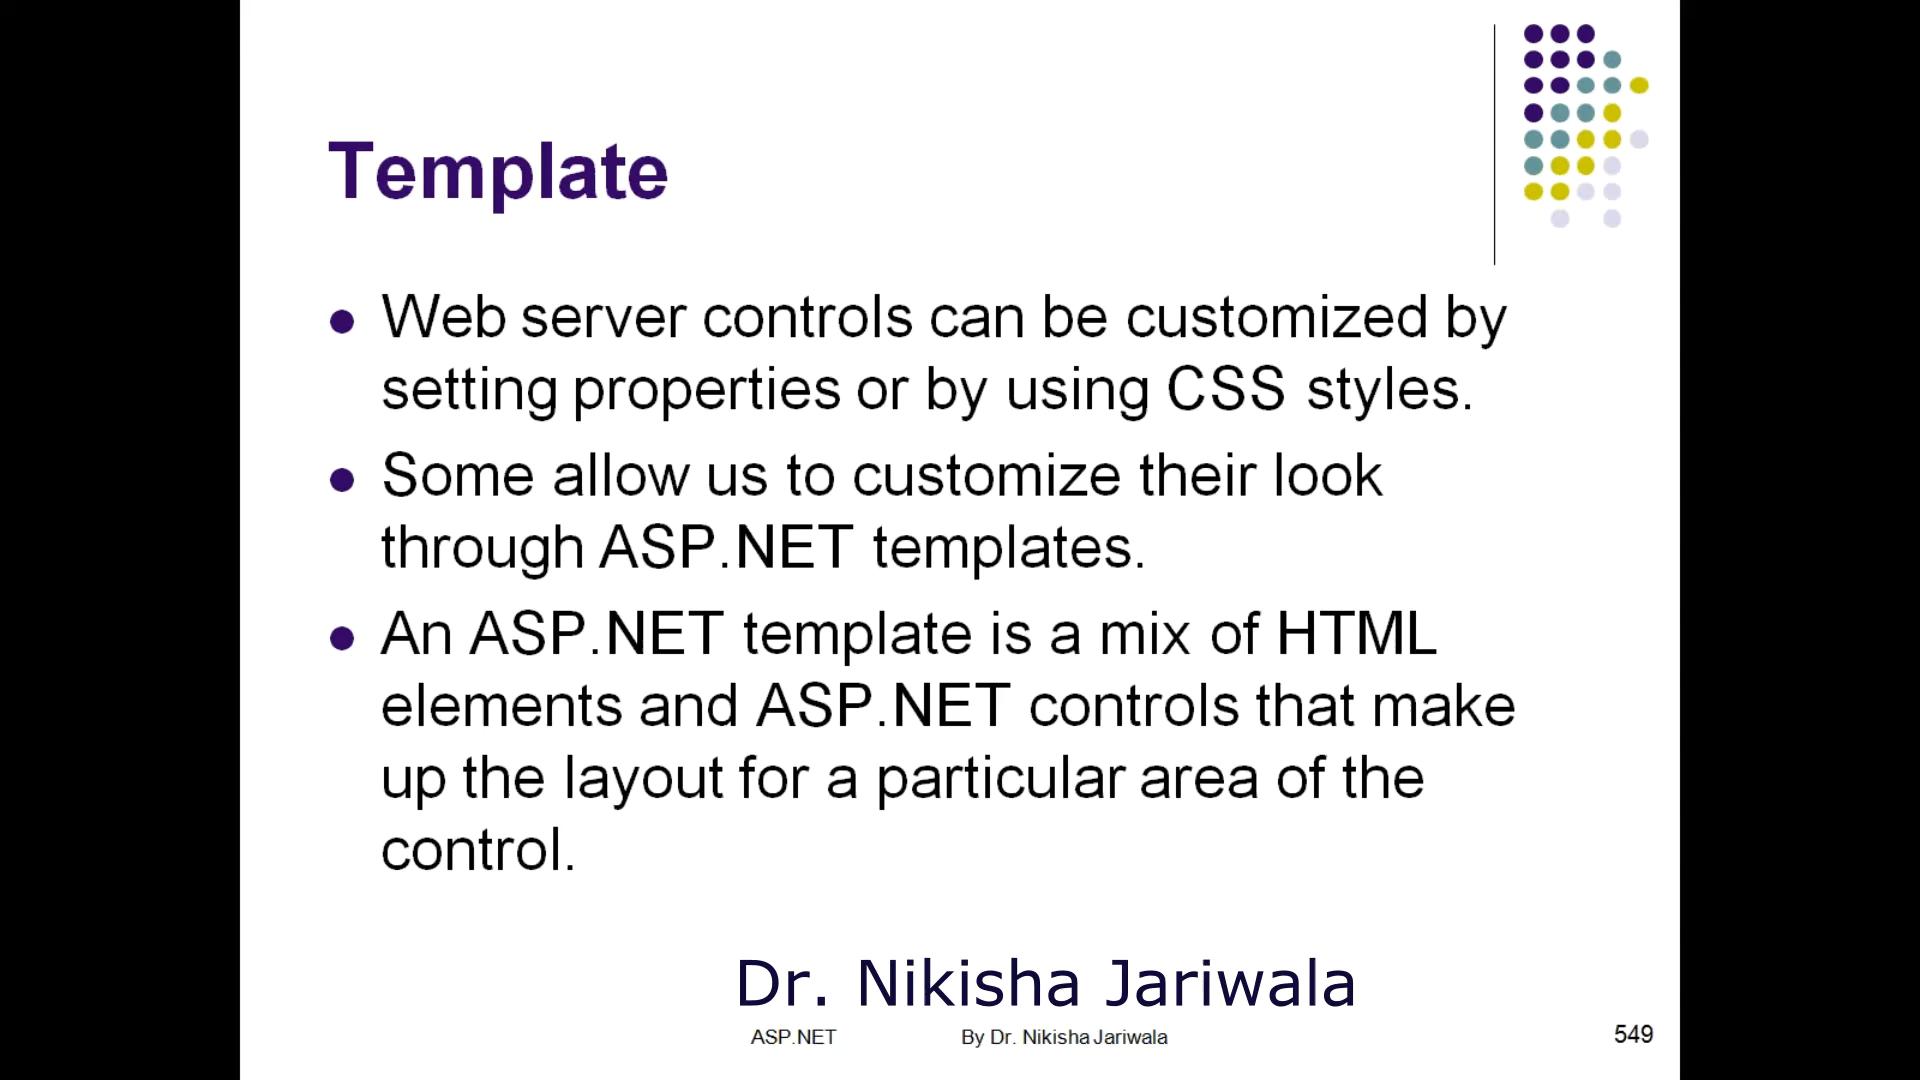 Template
Web server controls can be customized by
setting properties or by using CSS styles.
Some allow us to customize their look
through ASP.NET templates.
An ASP.NET template is a mix of HTML
elements and ASP.NET controls that make
up the layout for a particular area of the
control.
Dr. Nikisha Jariwala
ASP.NET By Dr. Nikisha Jariwala 549